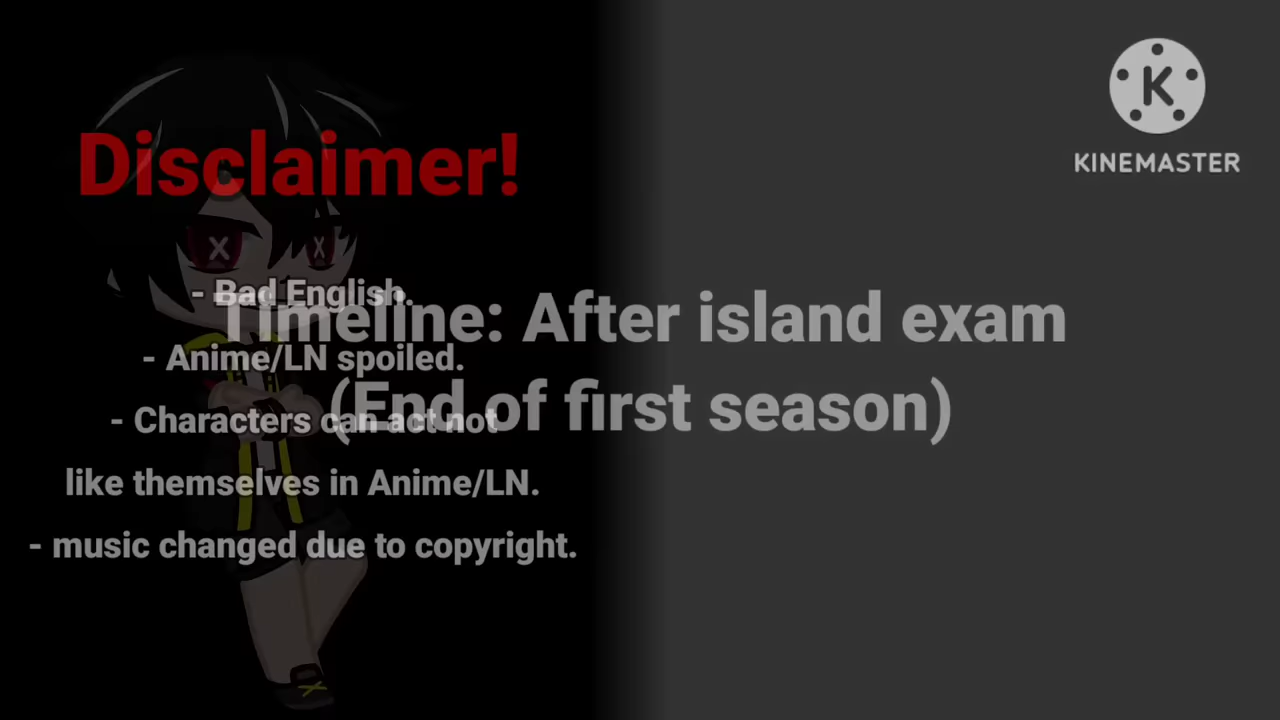 Disclaimer!
- Bad English.
- Anime/LN spoiled.
- Characters can act not
like themselves in Anime/LN.
- music changed due to copyright.
Timeline: After island exam
(End of first season)
K
KINEMASTER